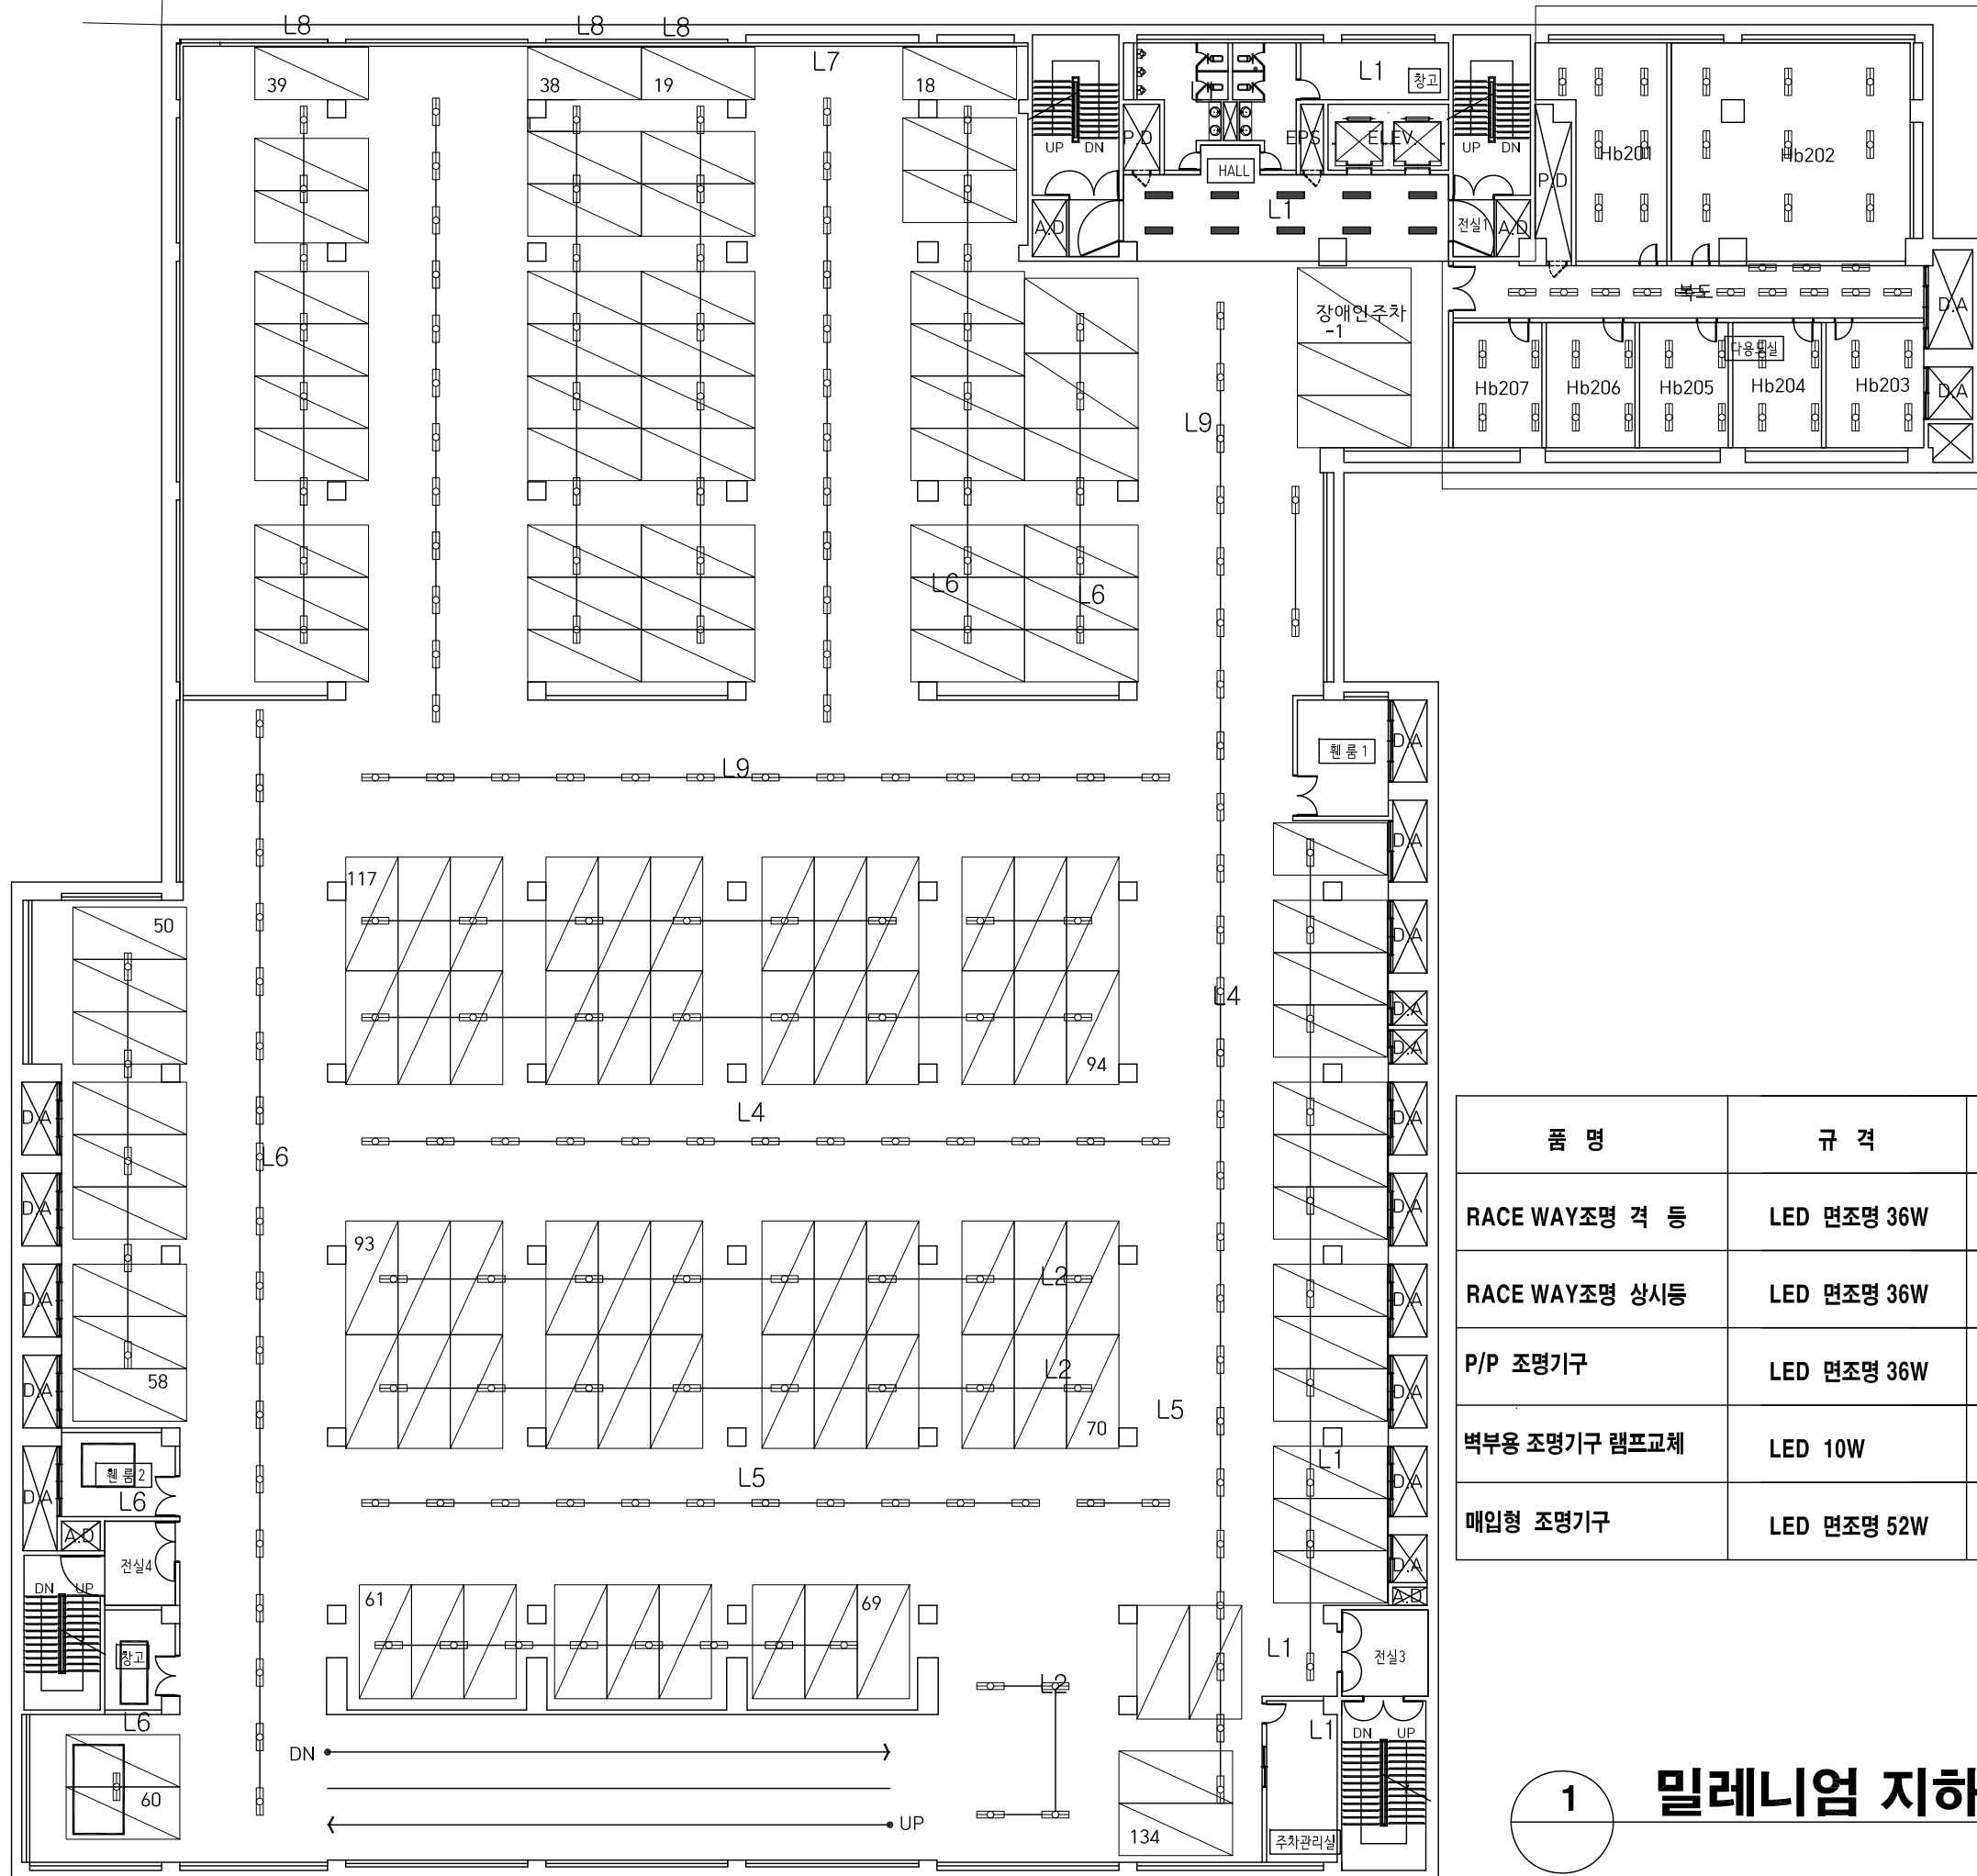 L8
L8
L8
L7
39
38
19
18
L1
창고
L1
UP DN
P.D
EPS
ELEV.
UP DN
HALL
Hb201
Hb202
P.D
A.D
L1
전실1
A.D
복도
D.A
장애인주차
-1
다용도실
Hb207
Hb206
Hb205
Hb204
Hb203
D.A
L9
L6
L6
휀룸1
D.A
L9
D.A
117
50
D.A
L4
D.A
D.A
94
L4
D.A
D.A
L6
D.A
D.A
93
L2
D.A
D.A
58
L2
D.A
D.A
L5
70
L1
휀룸2
L5
D.A
D.A
L6
A.D
전실4
D.A
A.D
DN UP
61
69
창고
L1
전실3
L2
L6
L1
DN UP
DN
60
UP
134
주차관리실
품 명 규 격
RACE WAY조명 격 등 LED 면조명 36W
RACE WAY조명 상시등 LED 면조명 36W
P/P 조명기구 LED 면조명 36W
벽부용 조명기구 램프교체 LED 10W
매입형 조명기구 LED 면조명 52W
1
밀레니엄 지하